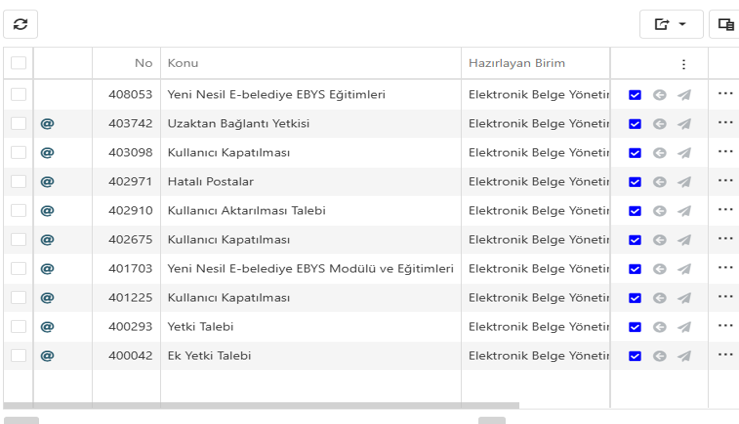 No Konu Hazırlayan Birim
408053 Yeni Nesil E-belediye EBYS Eğitimleri Elektronik Belge Yönetir
@ 403742 Uzaktan Bağlantı Yetkisi Elektronik Belge Yönetir
@ 403098 Kullanıcı Kapatılması Elektronik Belge Yönetir
@ 402971 Hatalı Postalar Elektronik Belge Yönetir
@ 402910 Kullanıcı Aktarılması Talebi Elektronik Belge Yönetir
@ 402675 Kullanıcı Kapatılması Elektronik Belge Yönetir
@ 401703 Yeni Nesil E-belediye EBYS Modülü ve Eğitimleri Elektronik Belge Yönetir
@ 401225 Kullanıcı Kapatılması Elektronik Belge Yönetir
@ 400293 Yetki Talebi Elektronik Belge Yönetir
@ 400042 Ek Yetki Talebi Elektronik Belge Yönetir